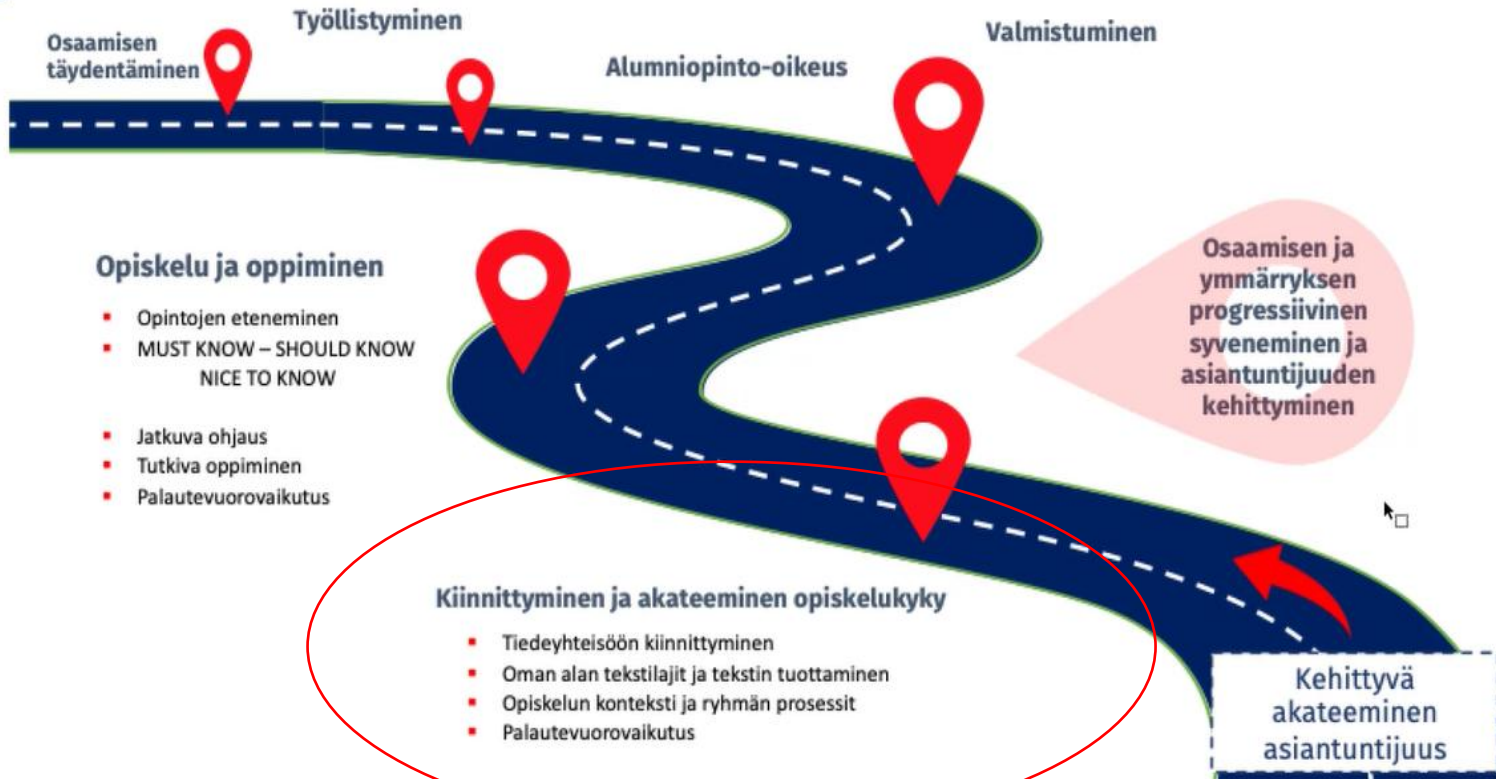 Osaamisen
täydentäminen
Työllistyminen
Alumniopinto-oikeus
Valmistuminen
Opiskelu ja oppiminen
▪ Opintojen eteneminen
▪ MUST KNOW – SHOULD KNOW
NICE TO KNOW
▪ Jatkuva ohjaus
▪ Tutkiva oppiminen
▪ Palautevuorovaikutus
Osaamisen ja
ymmärryksen
progressiivinen
syveneminen ja
asiantuntijuuden
kehittyminen
Kiinnittyminen ja akateeminen opiskelukyky
▪ Tiedeyhteisöön kiinnittyminen
▪ Oman alan tekstilajit ja tekstin tuottaminen
▪ Opiskelun konteksti ja ryhmän prosessit
▪ Palautevuorovaikutus
Kehittyvä
akateeminen
asiantuntijuus